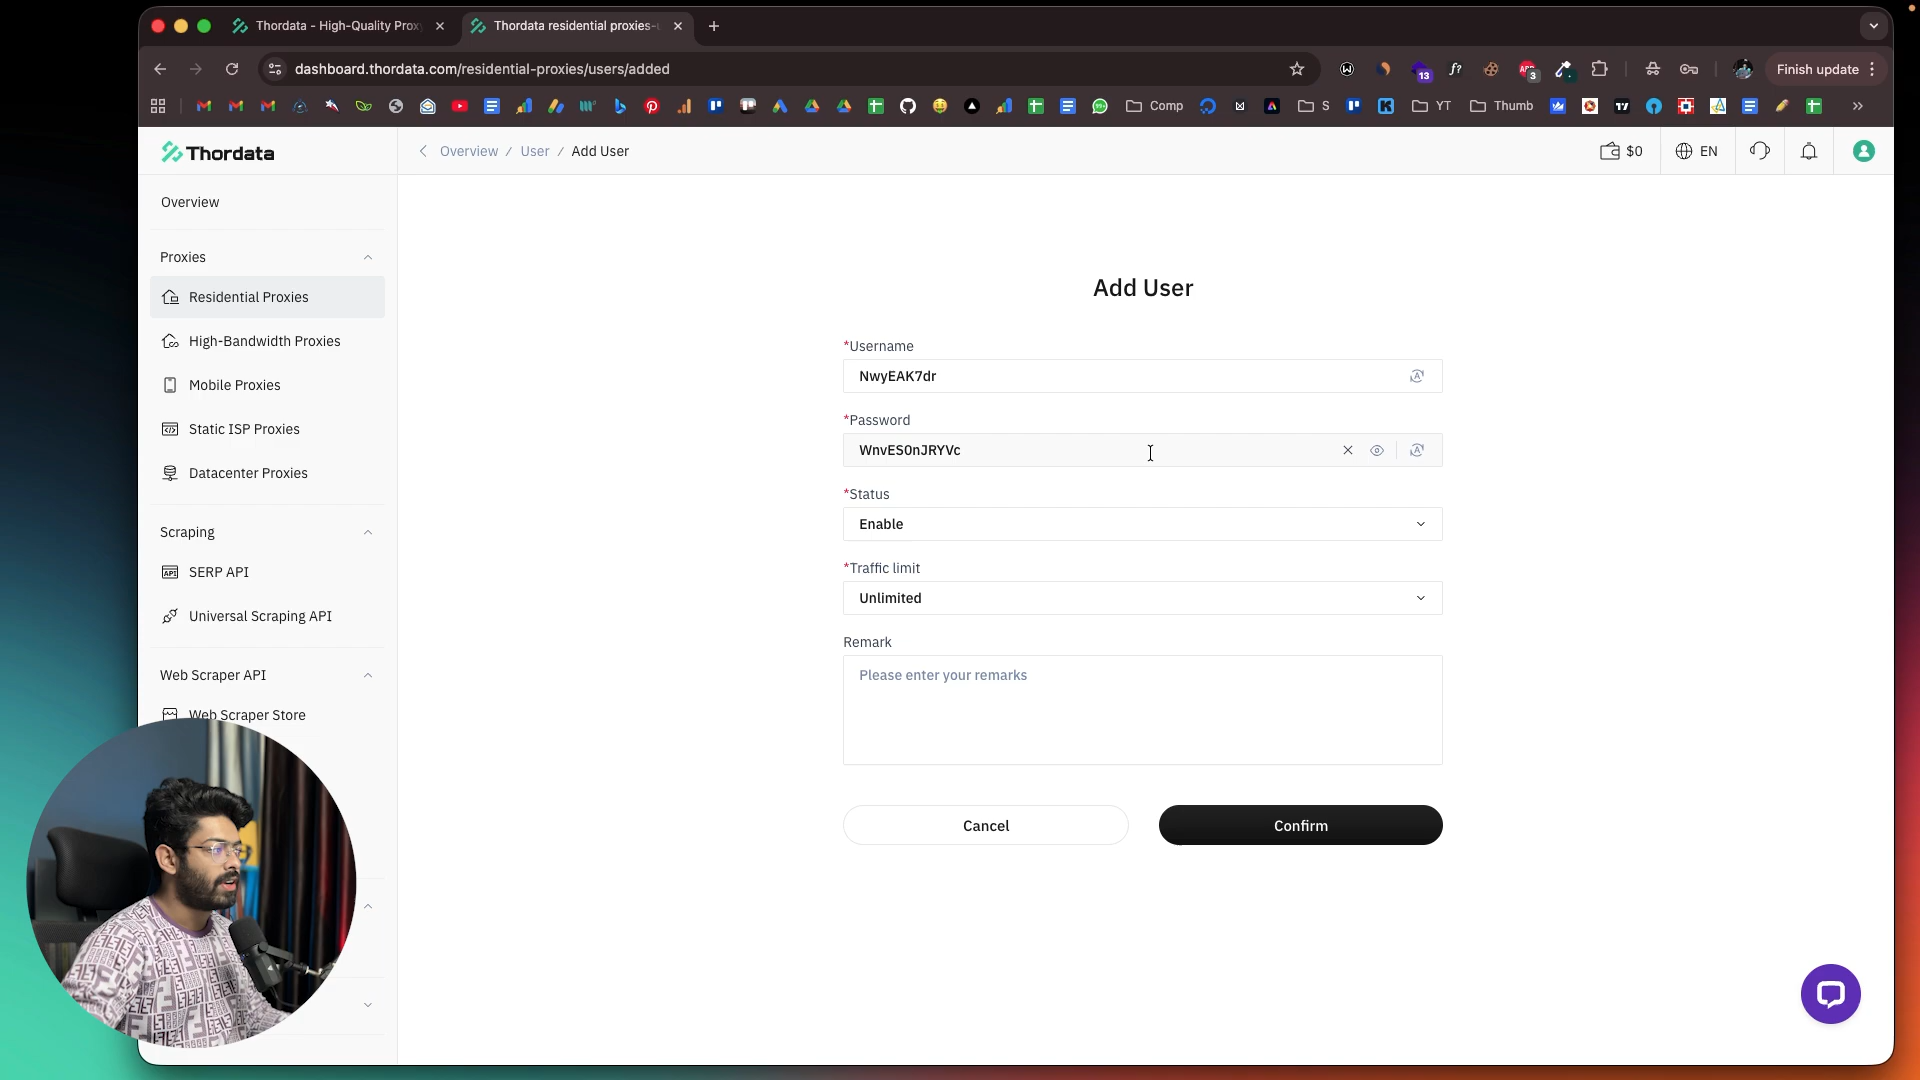 Thordata - High-Quality Prox
Thordata residential proxies-
dashboard.thordata.com/residential-proxies/users/added
13
f?
ABP
3
Finish update
Comp
S
YT
Thumb
Thordata
Overview / User / Add User
$0
EN
Overview
Proxies
Residential Proxies
High-Bandwidth Proxies
Mobile Proxies
Static ISP Proxies
Datacenter Proxies
Scraping
SERP API
Universal Scraping API
Web Scraper API
Web Scraper Store
Add User
*Username
NwyEAK7dr
*Password
WnvES0nJRYVc
*Status
Enable
*Traffic limit
Unlimited
Remark
Please enter your remarks
Cancel
Confirm